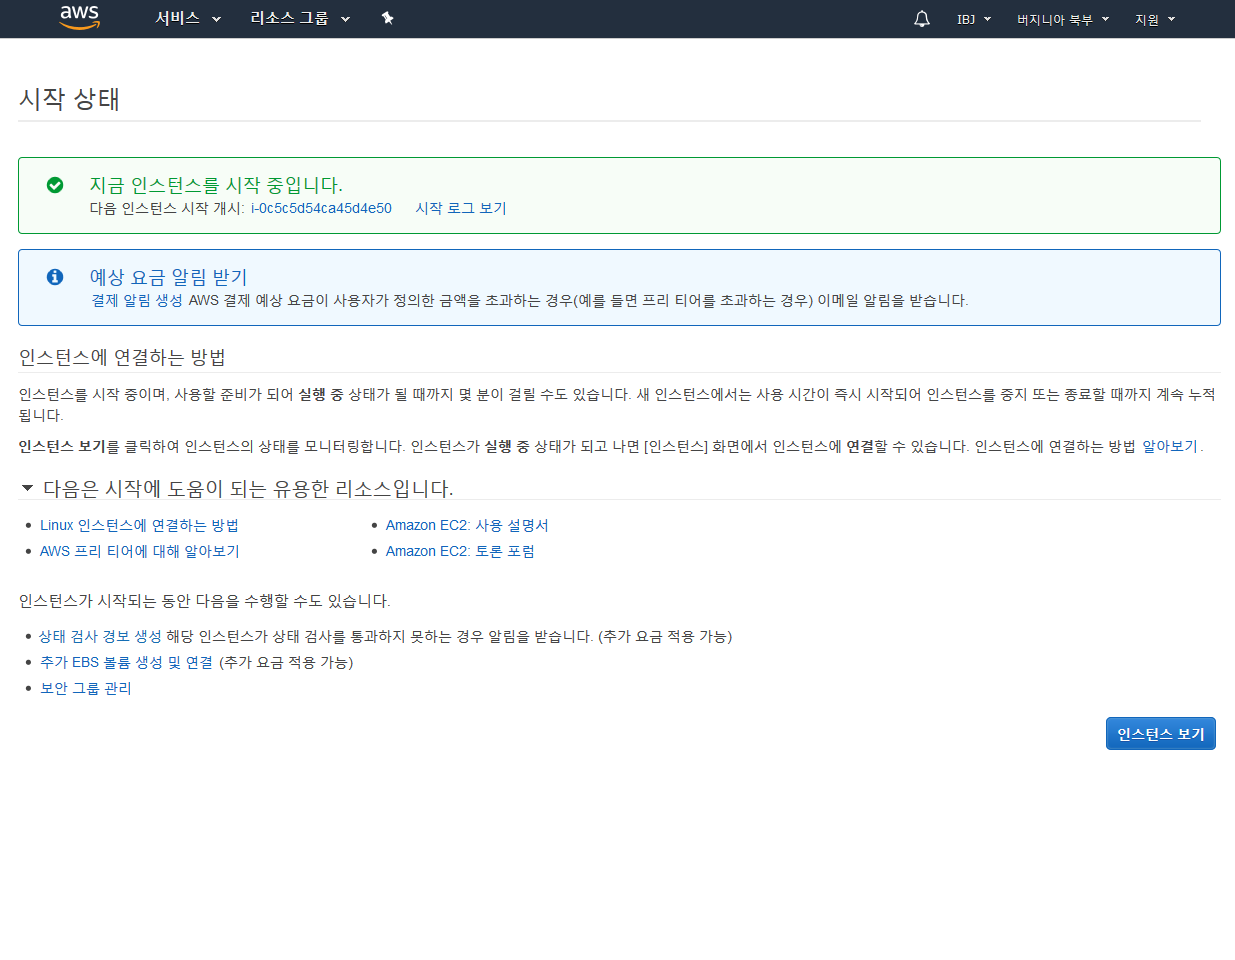 aws 서비스 리소스 그룹 IBJ 버지니아 북부 지원
시작 상태
지금 인스턴스를 시작 중입니다.
다음 인스턴스 시작 개시: i-0c5c5d54ca45d4e50 시작 로그 보기
예상 요금 알림 받기
결제 알림 생성 AWS 결제 예상 요금이 사용자가 정의한 금액을 초과하는 경우(예를 들면 프리 티어를 초과하는 경우) 이메일 알림을 받습니다.
인스턴스에 연결하는 방법
인스턴스를 시작 중이며, 사용할 준비가 되어 실행 중 상태가 될 때까지 몇 분이 걸릴 수도 있습니다. 새 인스턴스에서는 사용 시간이 즉시 시작되어 인스턴스를 중지 또는 종료할 때까지 계속 누적
됩니다.
인스턴스 보기를 클릭하여 인스턴스의 상태를 모니터링합니다. 인스턴스가 실행 중 상태가 되고 나면 [인스턴스] 화면에서 인스턴스에 연결할 수 있습니다. 인스턴스에 연결하는 방법 알아보기.
다음은 시작에 도움이 되는 유용한 리소스입니다.
• Linux 인스턴스에 연결하는 방법 • Amazon EC2: 사용 설명서
• AWS 프리 티어에 대해 알아보기 • Amazon EC2: 토론 포럼
인스턴스가 시작되는 동안 다음을 수행할 수도 있습니다.
• 상태 검사 경보 생성 해당 인스턴스가 상태 검사를 통과하지 못하는 경우 알림을 받습니다. (추가 요금 적용 가능)
• 추가 EBS 볼륨 생성 및 연결 (추가 요금 적용 가능)
• 보안 그룹 관리
인스턴스 보기